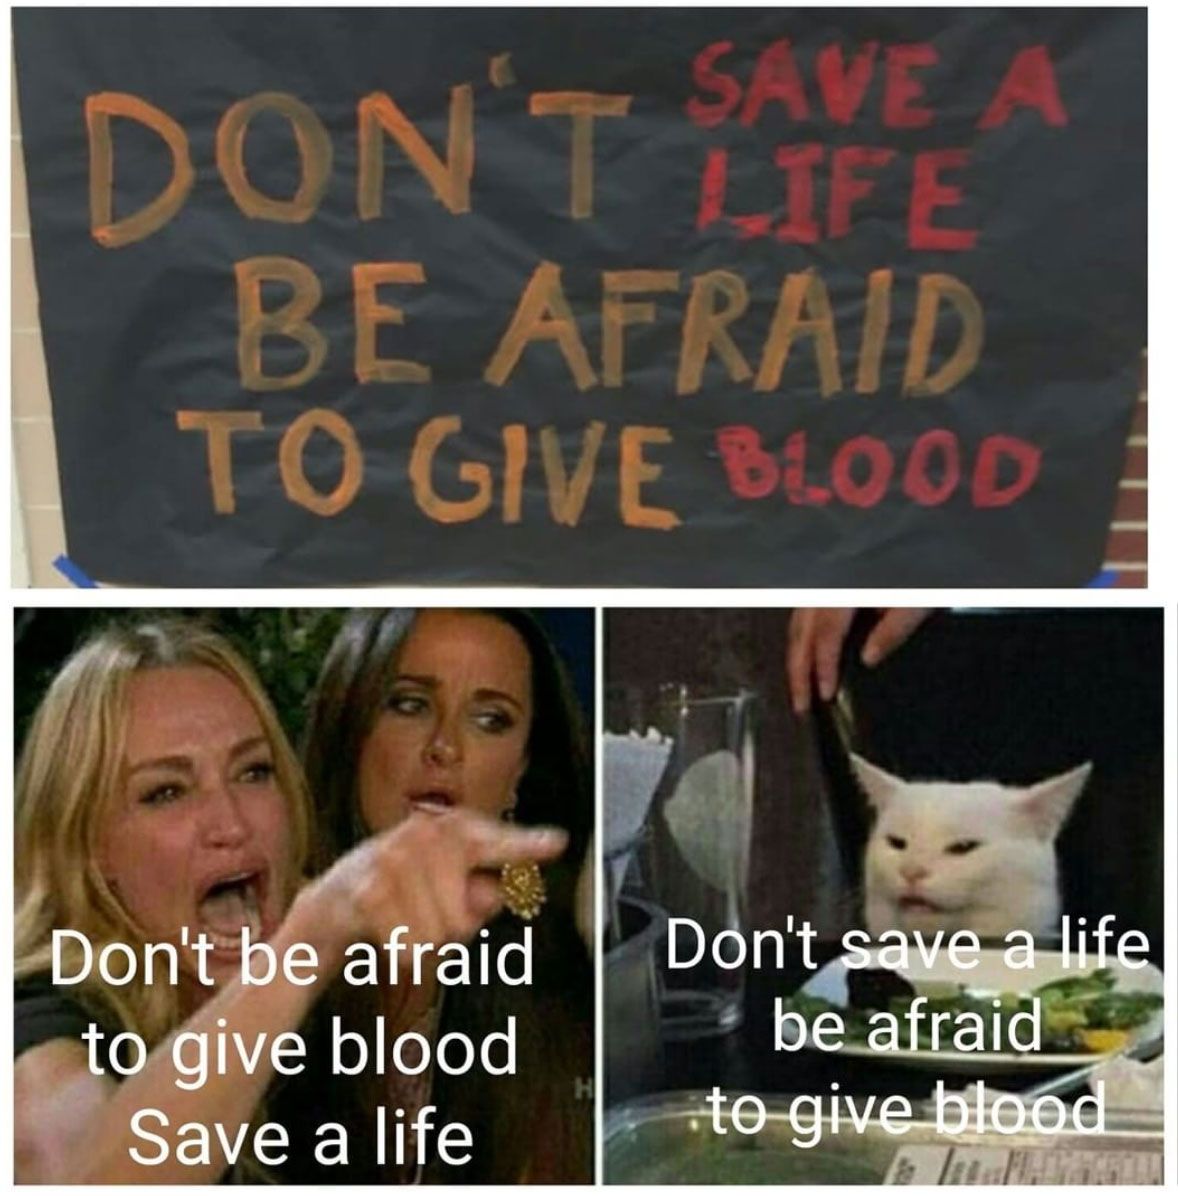 DON'T SAVE A
LIFE
BE AFRAID
TO GIVE BLOOD
Don't be afraid
to give blood
Save a life
Don't save a life
be afraid
to give blood